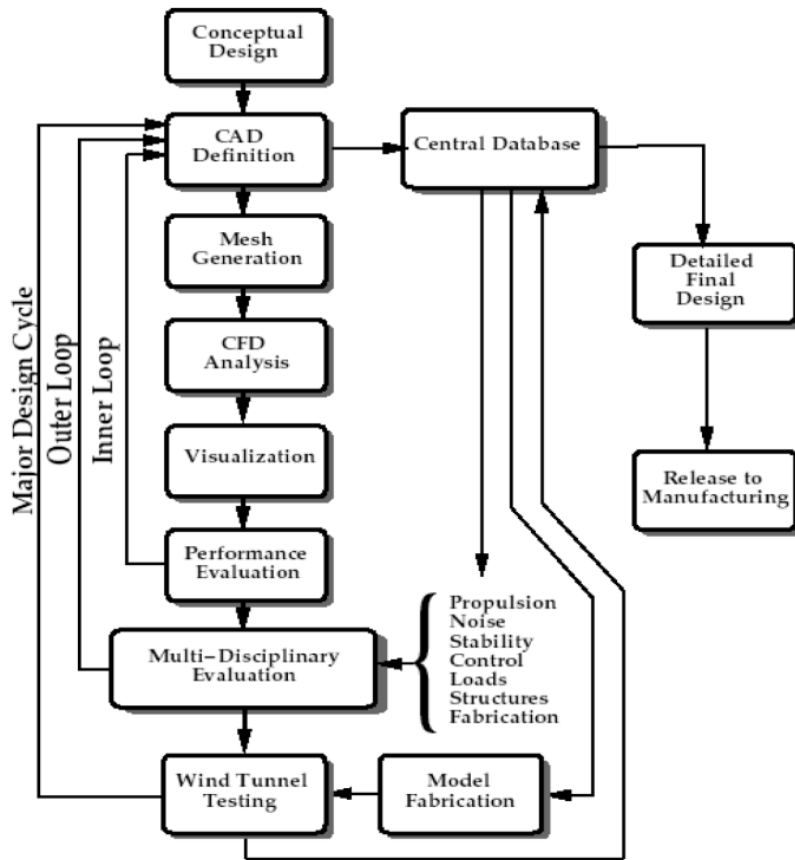 Conceptual
Design
CAD
Definition
Central Database
Mesh
Generation
Detailed
Final
Design
CFD
Analysis
Major Design Cycle
Outer Loop
Inner Loop
Visualization
Release to
Manufacturing
Performance
Evaluation
Propulsion
Noise
Stability
Control
Loads
Structures
Fabrication
Multi-Disciplinary
Evaluation
Wind Tunnel
Testing
Model
Fabrication